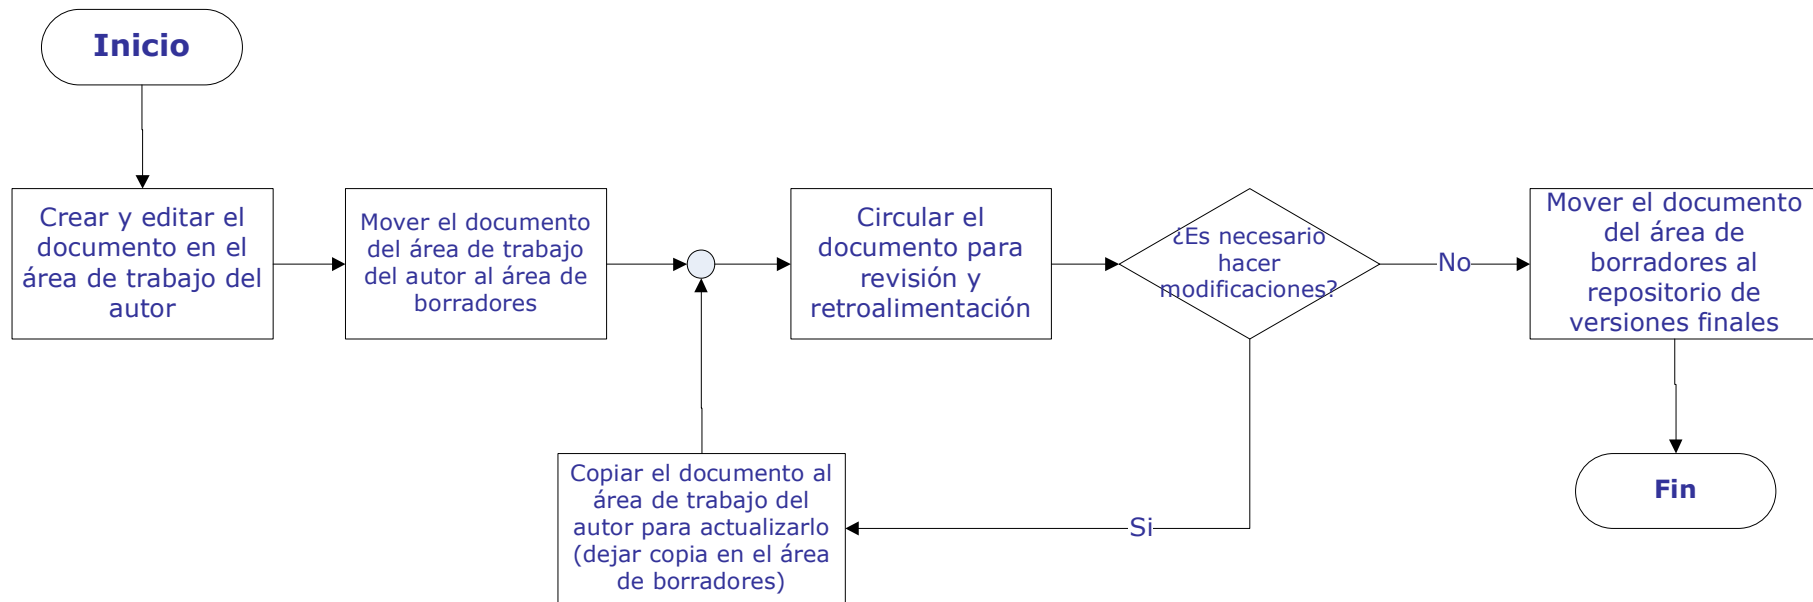 Inicio
Crear y editar el
documento en el
área de trabajo del
autor
Mover el documento
del área de trabajo
del autor al área de
borradores
Circular el
documento para
revisión y
retroalimentación
¿Es necesario
hacer
modificaciones?
No
Mover el documento
del área de
borradores al
repositorio de
versiones finales
Copiar el documento al
área de trabajo del
autor para actualizarlo
(dejar copia en el área
de borradores)
Si
Fin